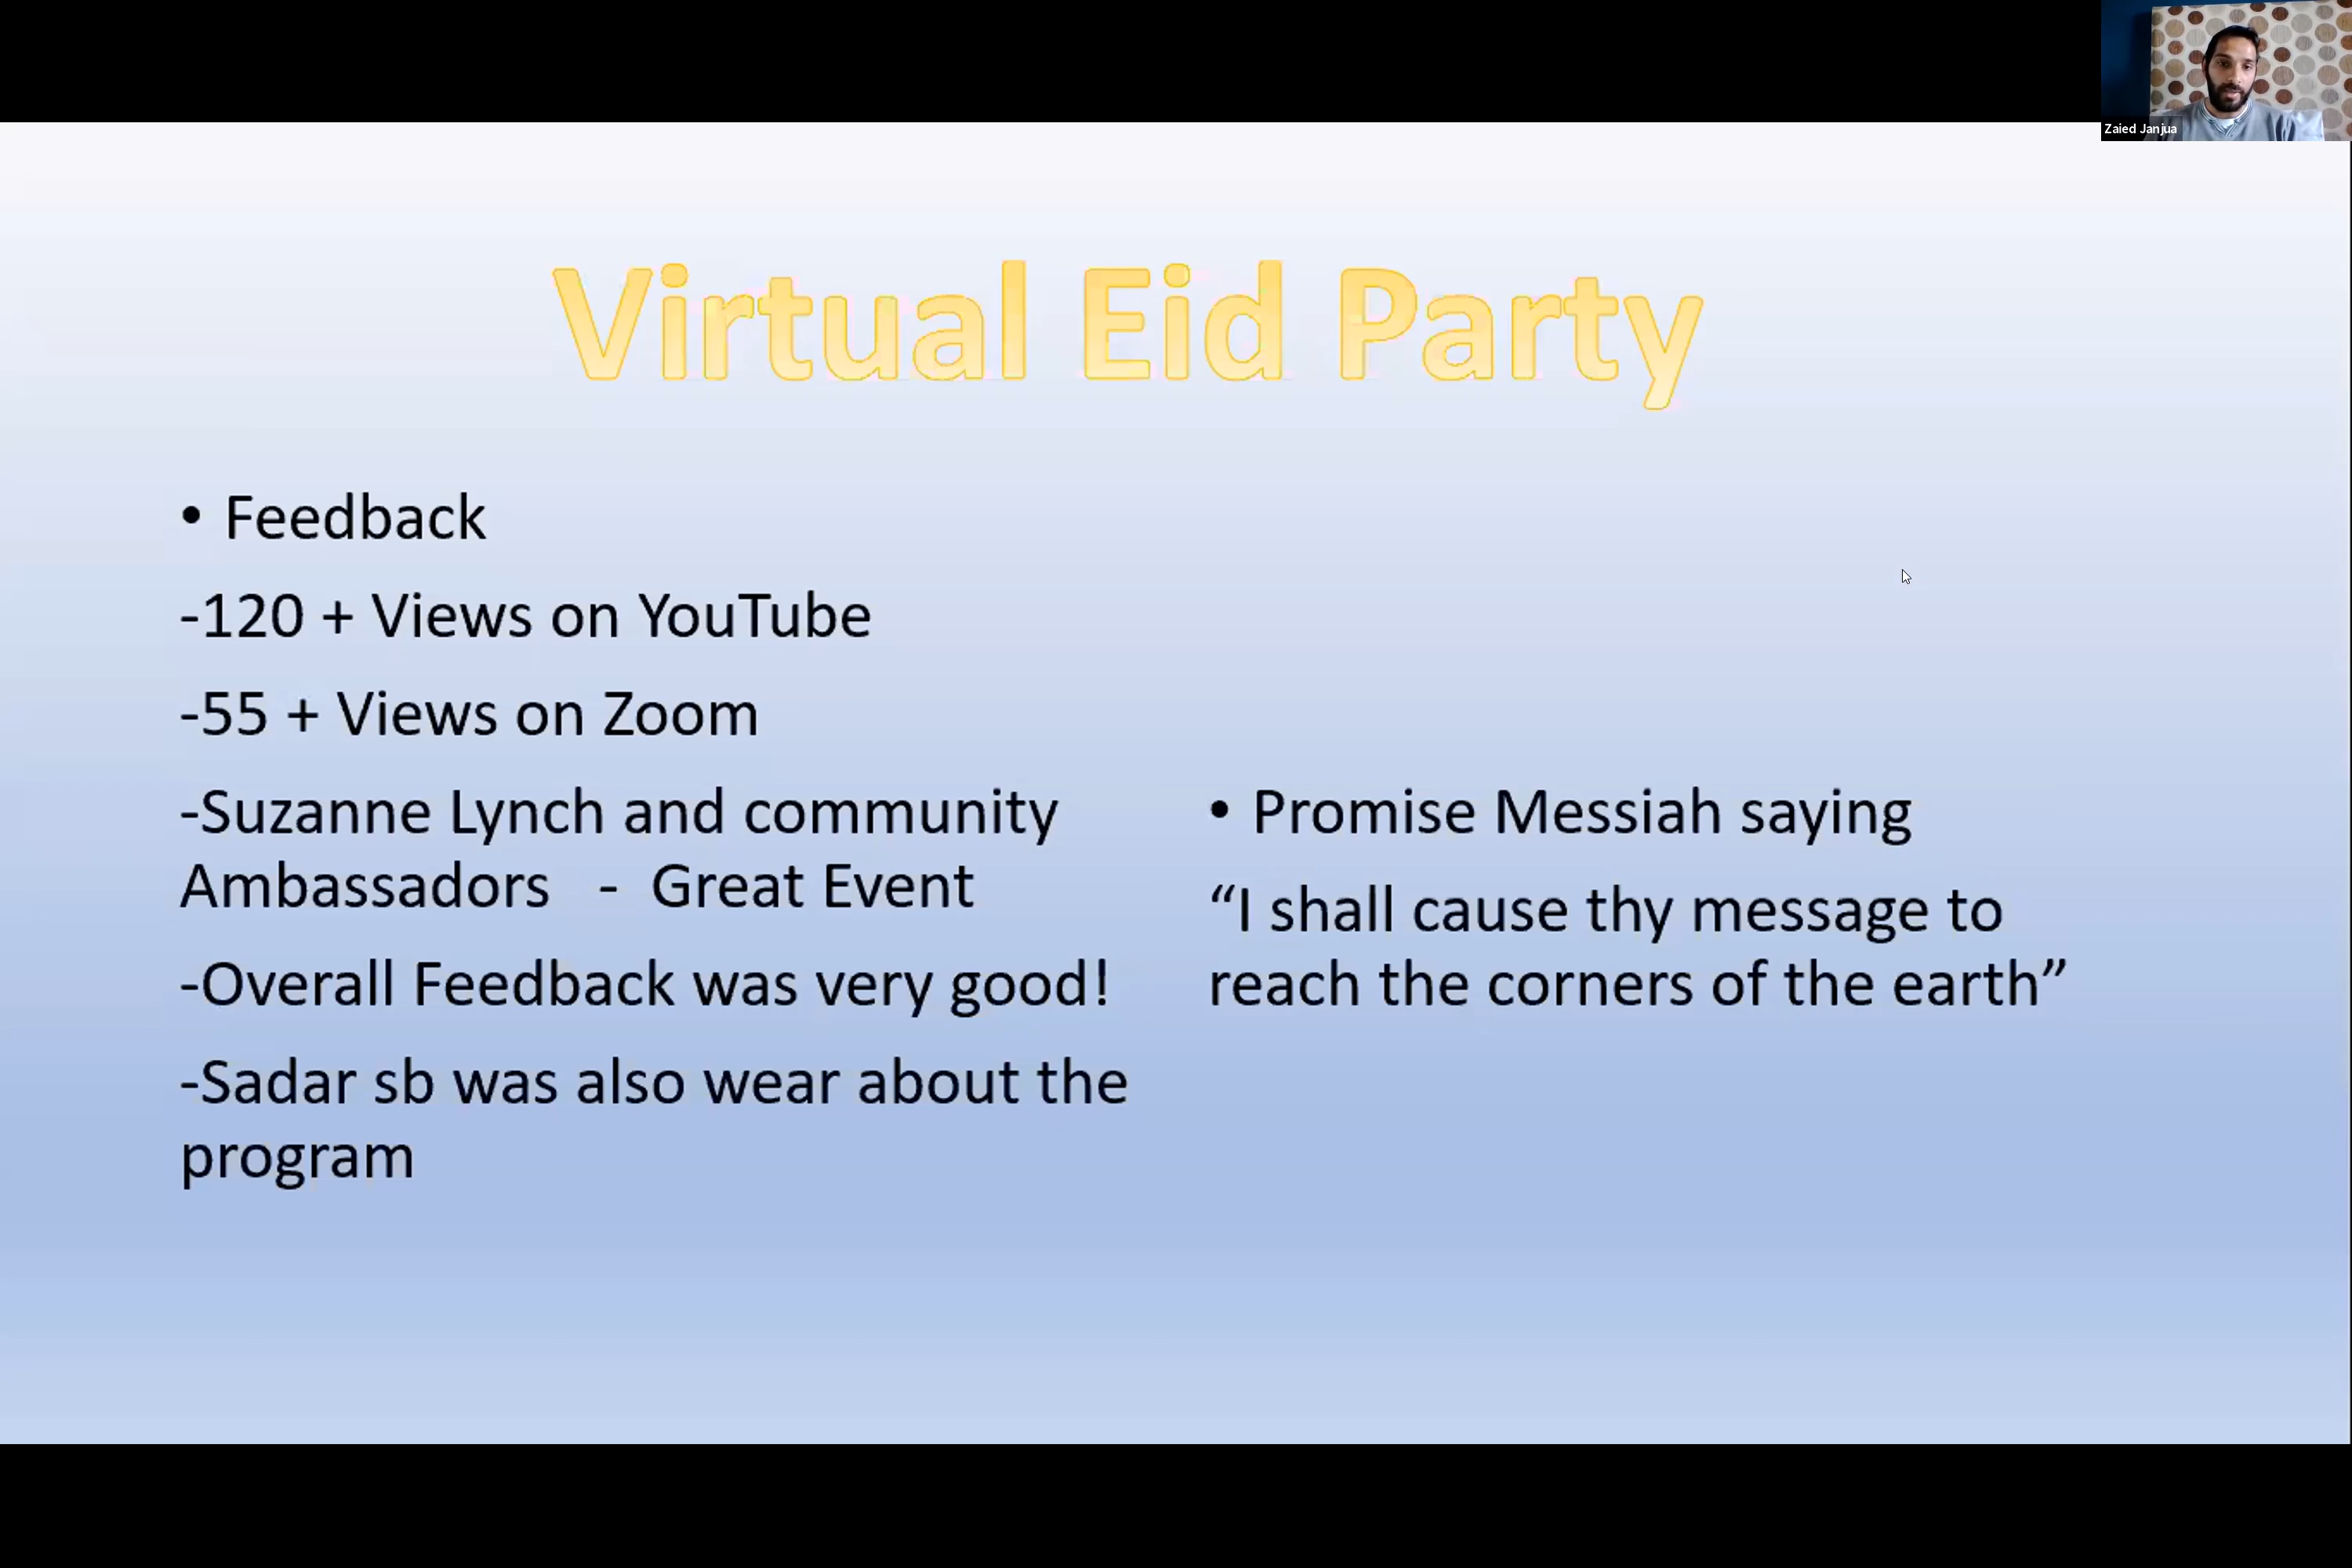 Zaied Janjua
Virtual Eid Party
• Feedback
-120 + Views on YouTube
-55 + Views on Zoom
-Suzanne Lynch and community
Ambassadors - Great Event
-Overall Feedback was very good!
-Sadar sb was also wear about the
program
• Promise Messiah saying
“I shall cause thy message to
reach the corners of the earth”